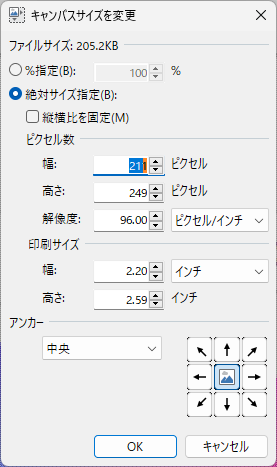 キャンバスサイズを変更
ファイルサイズ: 205.2KB
%指定(B): 100 %
絶対サイズ指定(B):
縦横比を固定(M)
ピクセル数
幅: 211 ピクセル
高さ: 249 ピクセル
解像度: 96.00 ピクセル/インチ
印刷サイズ
幅: 2.20 インチ
高さ: 2.59 インチ
アンカー
中央
OK キャンセル